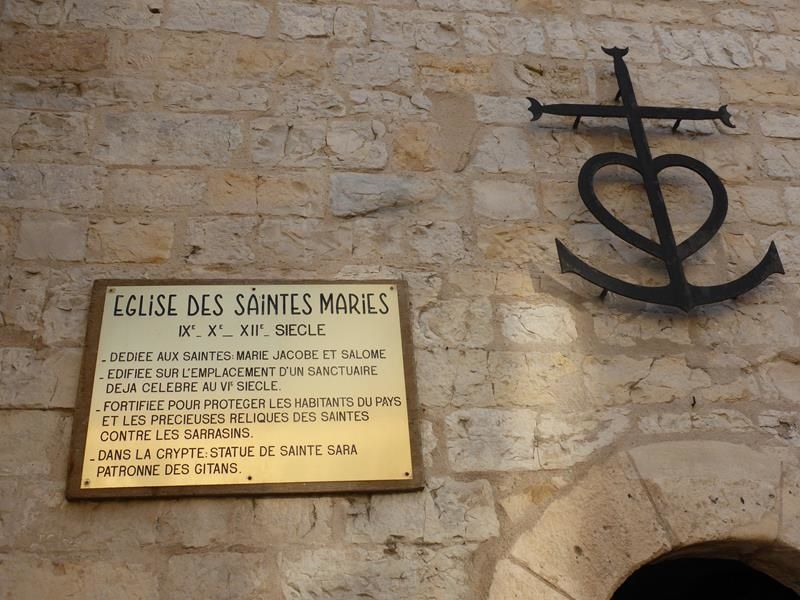 EGLISE DES SAiNTES MARiES
IXᴱ_ Xᴱ_ XIIᴱ_ SIECLE
- DEDIEE AUX SAINTES: MARIE JACOBE ET SALOME
- EDIFIEE SUR L'EMPLACEMENT D'UN SANCTUAIRE
DEJA CELEBRE AU VIᴱ SIECLE.
- FORTIFIEE POUR PROTEGER LES HABITANTS DU PAYS
ET LES PRECIEUSES RELIQUES DES SAINTES
CONTRE LES SARRASINS.
- DANS LA CRYPTE: STATUE DE SAINTE SARA
PATRONNE DES GITANS.